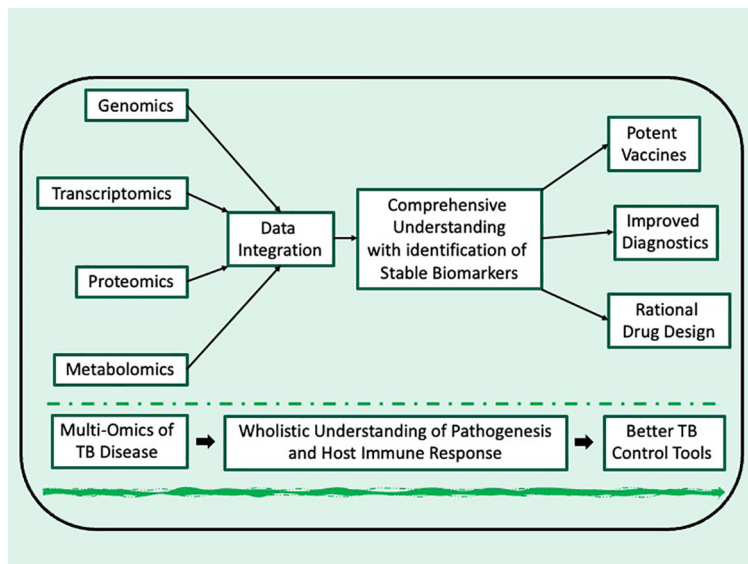 Genomics
Transcriptomics
Proteomics
Metabolomics
Data
Integration
Comprehensive
Understanding
with identification of
Stable Biomarkers
Potent
Vaccines
Improved
Diagnostics
Rational
Drug Design
Multi-Omics of
TB Disease
Wholistic Understanding of Pathogenesis
and Host Immune Response
Better TB
Control Tools